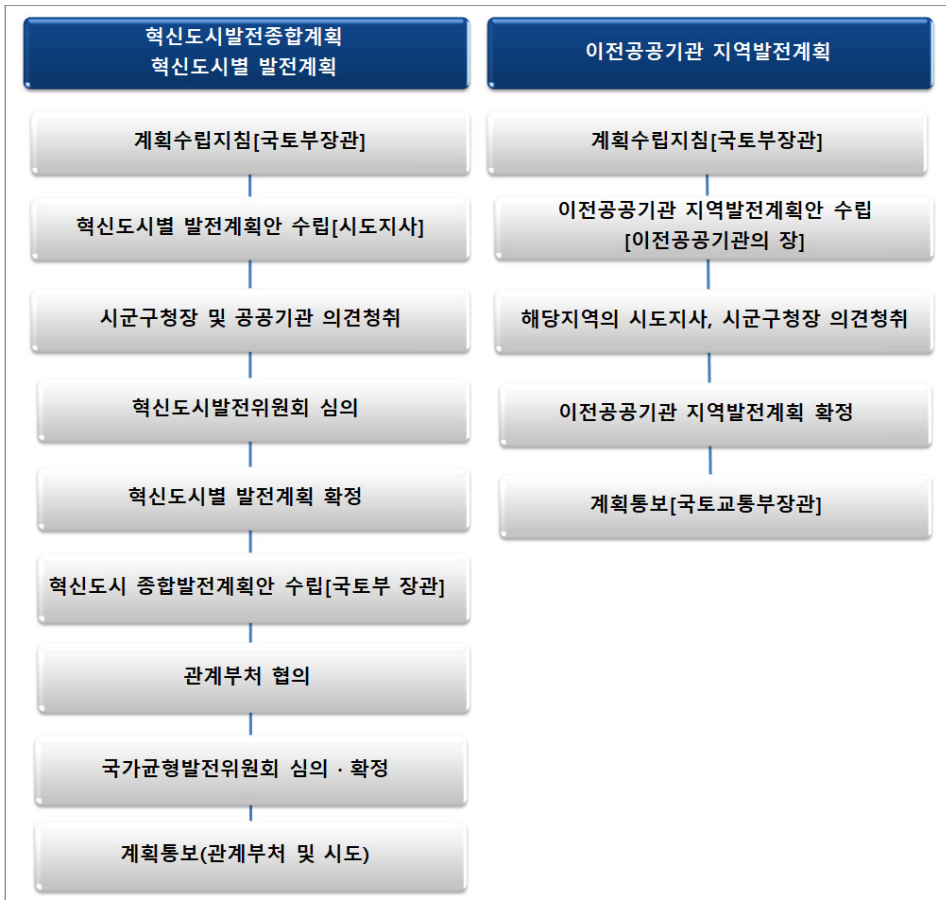 혁신도시발전종합계획
혁신도시별 발전계획
계획수립지침[국토부장관]
혁신도시별 발전계획안 수립[시도지사]
시군구청장 및 공공기관 의견청취
혁신도시발전위원회 심의
혁신도시별 발전계획 확정
혁신도시 종합발전계획안 수립[국토부 장관]
관계부처 협의
국가균형발전위원회 심의 · 확정
계획통보(관계부처 및 시도)
이전공공기관 지역발전계획
계획수립지침[국토부장관]
이전공공기관 지역발전계획안 수립
[이전공공기관의 장]
해당지역의 시도지사, 시군구청장 의견청취
이전공공기관 지역발전계획 확정
계획통보[국토교통부장관]